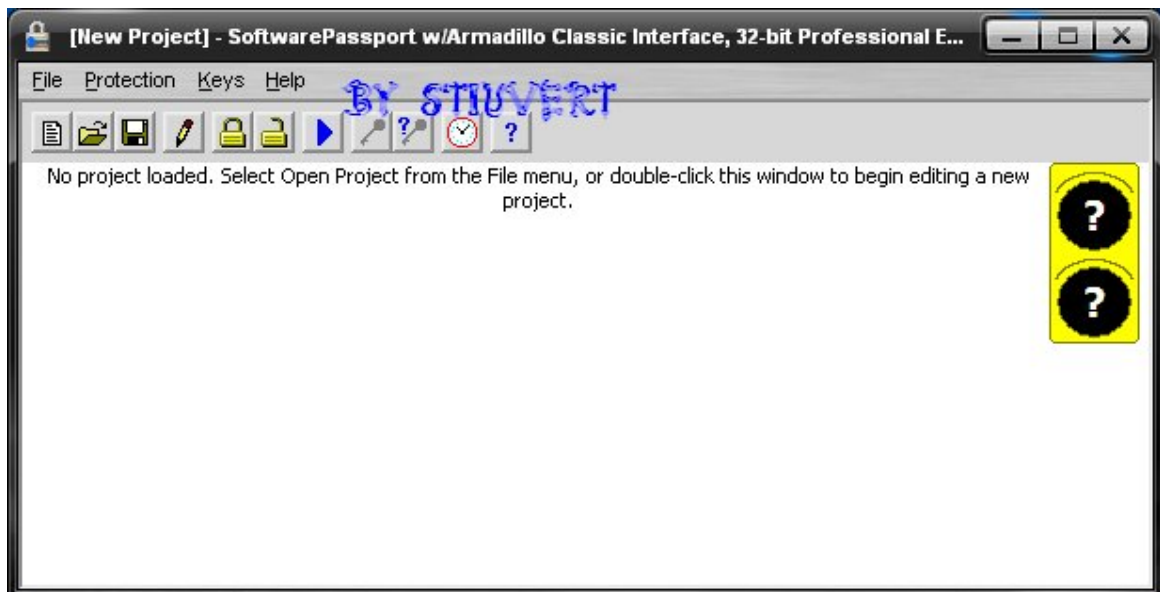 [New Project] - SoftwarePassport w/Armadillo Classic Interface, 32-bit Professional E...
File Protection Keys Help
BY STIUVERT
? ?
No project loaded. Select Open Project from the File menu, or double-click this window to begin editing a new
project.
?
?